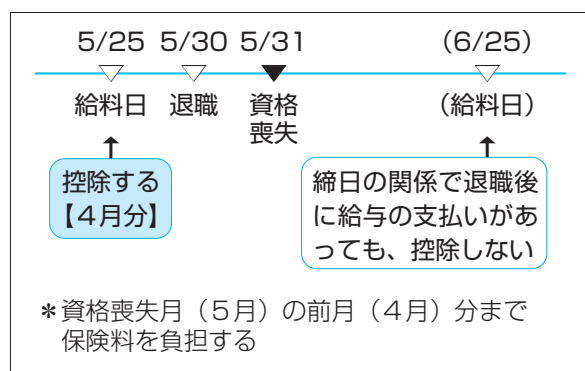 5/25 5/30 5/31 (6/25)
給料日 退職 資格 (給料日)
喪失
控除する
【4月分】
締日の関係で退職後
に給与の支払いがあ
っても、控除しない
＊資格喪失月（5月）の前月（4月）分まで
保険料を負担する